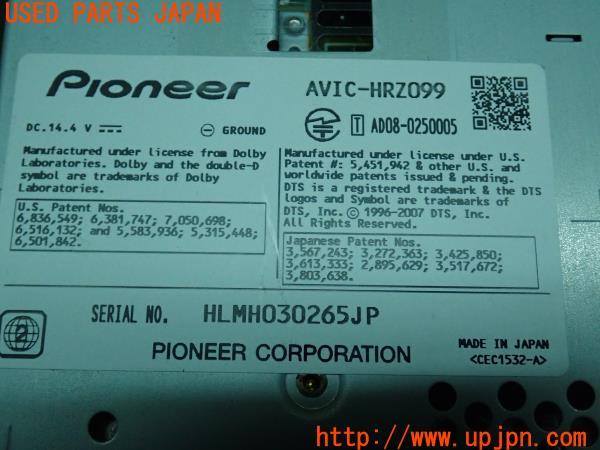 USED PARTS JAPAN
Pioneer
AVIC-HRZ099
DC.14.4 V
GROUND
T AD08-0250005
Manufactured under license from Dolby
Laboratories. Dolby and the double-D
symbol are trademarks of Dolby
Laboratories.
U.S. Patent Nos.
6,836,549; 6,381,747; 7,050,698;
6,516,132; and 5,583,936; 5,315,448;
6,501,842.
Manufactured under license under U.S.
Patent #: 5,451,942 & other U.S. and
worldwide patents issued & pending.
DTS is a registered trademark & the DTS
logos and Symbol are trademarks of
DTS, Inc. © 1996-2007 DTS, Inc.
All Rights Reserved.
Japanese Patent Nos.
3,567,243; 3,272,363; 3,425,850;
3,613,333; 2,895,629; 3,517,672;
3,803,638.
SERIAL NO. HLMH030265JP
2
PIONEER CORPORATION
MADE IN JAPAN
<CEC1532-A>
http://www.upjpn.com/